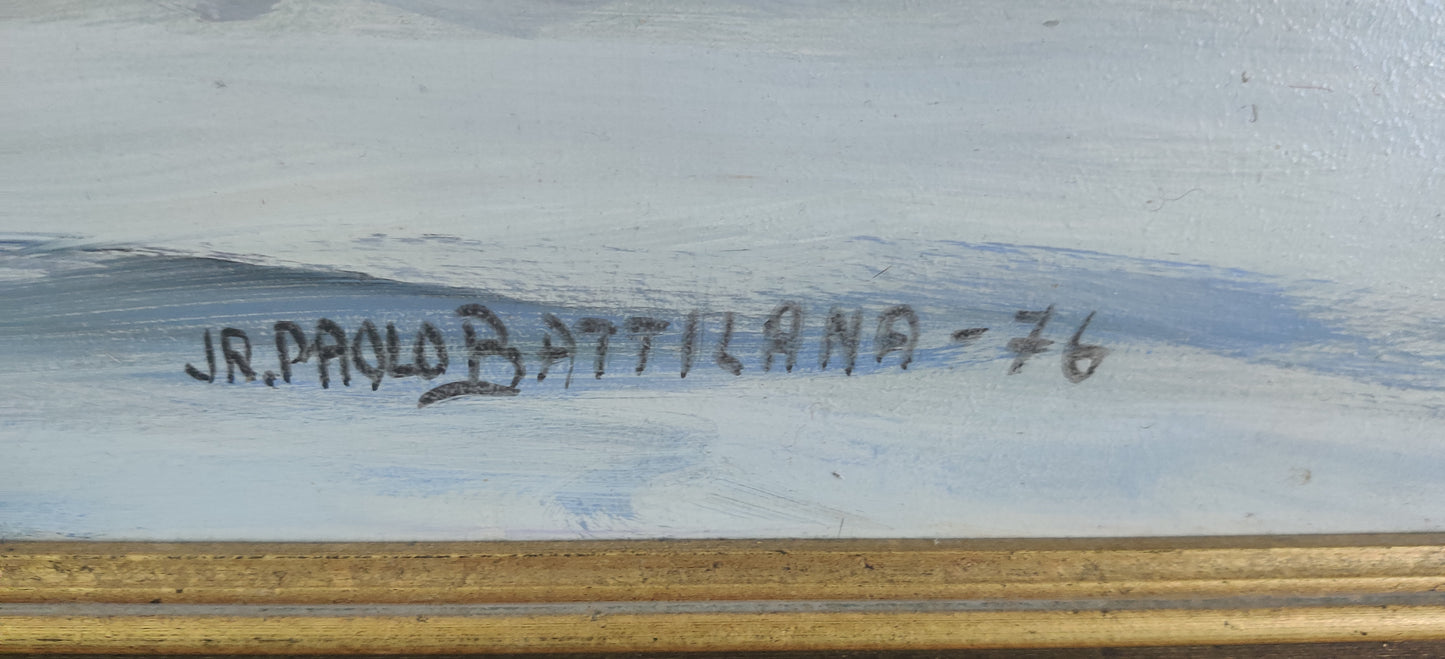 JR. PAOLO BATTILANA - 76